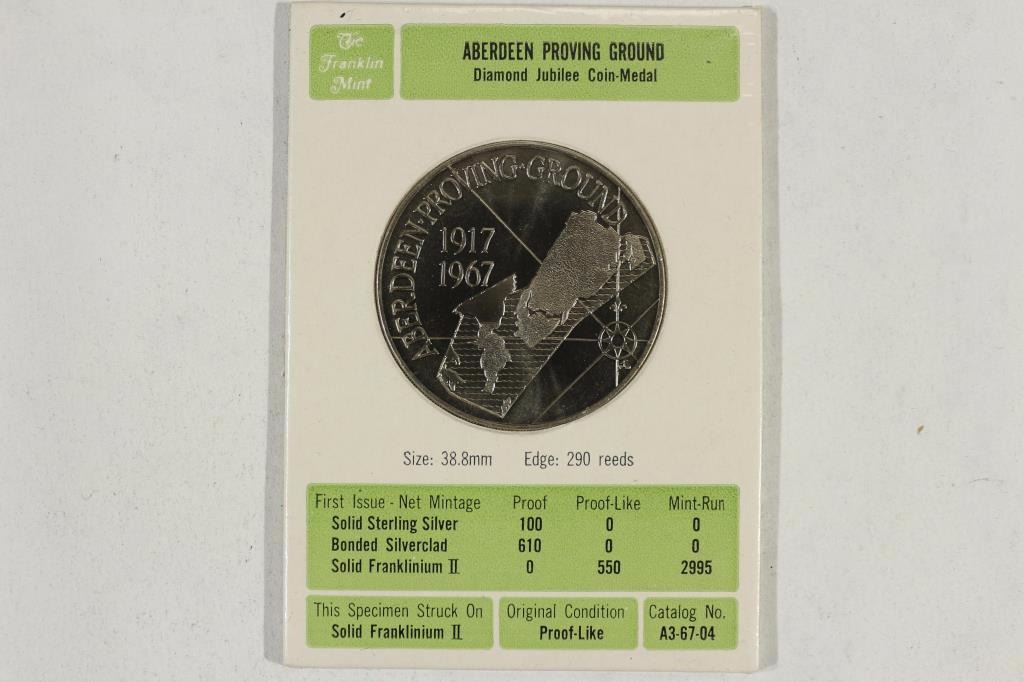 The
Franklin
Mint
ABERDEEN PROVING GROUND
Diamond Jubilee Coin-Medal
ABERDEEN·PROVING·GROUND
1917
1967
Size: 38.8mm Edge: 290 reeds
First Issue - Net Mintage Proof Proof-Like Mint-Run
Solid Sterling Silver 100 0 0
Bonded Silverclad 610 0 0
Solid Franklinium II 0 550 2995
This Specimen Struck On
Solid Franklinium II
Original Condition
Proof-Like
Catalog No.
A3-67-04